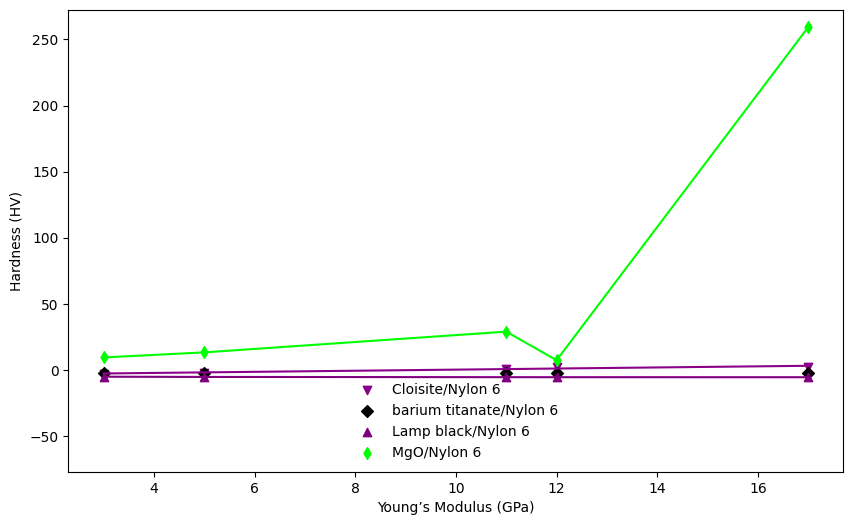 250
200
150
100
50
0
−50
Hardness (HV)
Cloisite/Nylon 6
barium titanate/Nylon 6
Lamp black/Nylon 6
MgO/Nylon 6
4 6 8 10 12 14 16
Young’s Modulus (GPa)